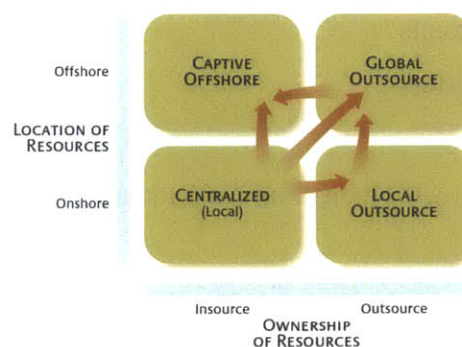 Offshore
CAPTIVE
OFFSHORE
GLOBAL
OUTSOURCE
LOCATION OF
RESOURCES
Onshore
CENTRALIZED
(Local)
LOCAL
OUTSOURCE
Insource
Outsource
OWNERSHIP
OF RESOURCES